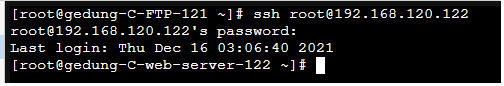 [root@gedung-C-FTP-121 ~]# ssh root@192.168.120.122
root@192.168.120.122's password:
Last login: Thu Dec 16 03:06:40 2021
[root@gedung-C-web-server-122 ~]#